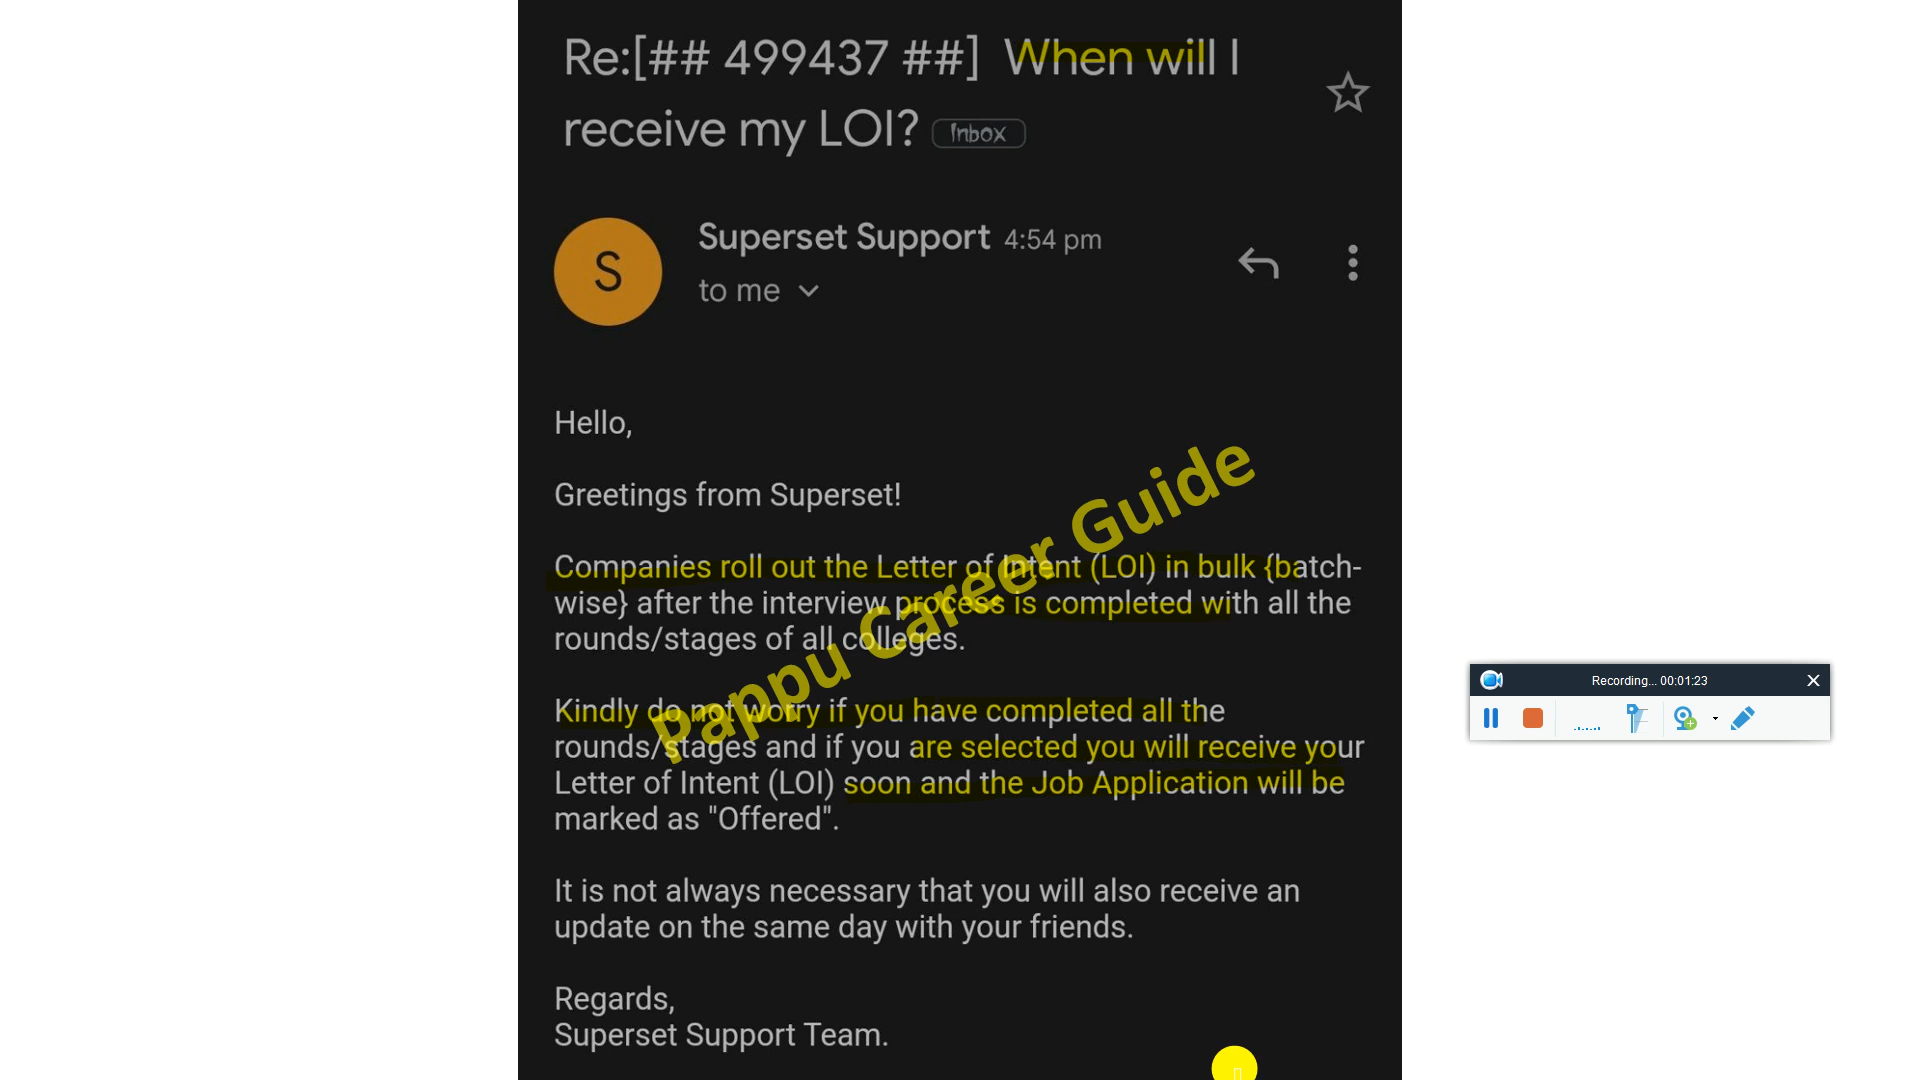 Re:[## 499437 ##] When will I
receive my LOI? Inbox
S
Superset Support 4:54 pm
to me
Hello,
Greetings from Superset!
Companies roll out the Letter of Intent (LOI) in bulk {batch-
wise} after the interview process is completed with all the
rounds/stages of all colleges.
Kindly do not worry if you have completed all the
rounds/stages and if you are selected you will receive your
Letter of Intent (LOI) soon and the Job Application will be
marked as "Offered".
It is not always necessary that you will also receive an
update on the same day with your friends.
Regards,
Superset Support Team.
Pappu Career Guide
Recording... 00:01:23